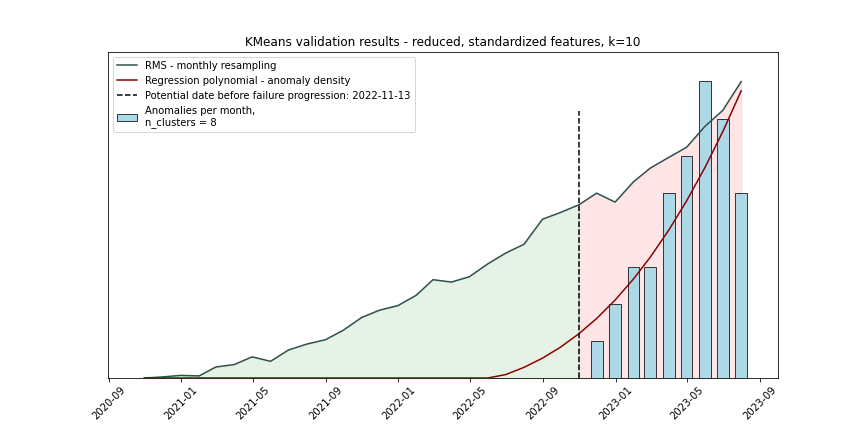 KMeans validation results - reduced, standardized features, k=10
RMS - monthly resampling
Regression polynomial - anomaly density
Potential date before failure progression: 2022-11-13
Anomalies per month,
n_clusters = 8
2020-09
2021-01
2021-05
2021-09
2022-01
2022-05
2022-09
2023-01
2023-05
2023-09